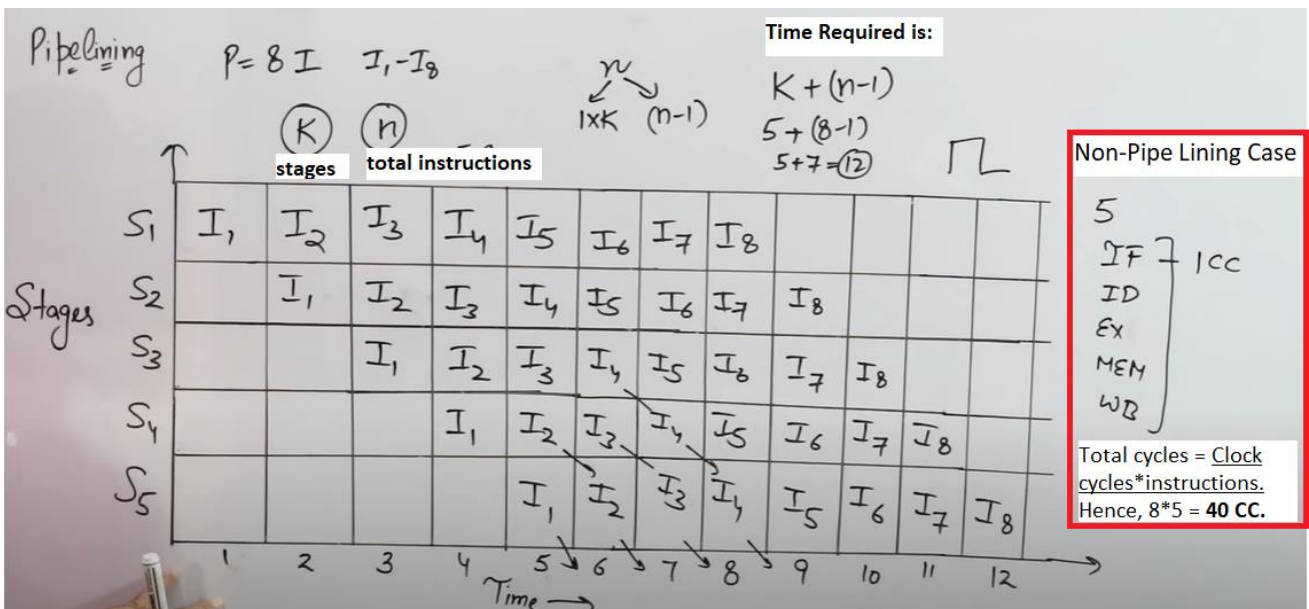 Pipelining
P= 8 I I₁-I₈
n
1xK (n-1)
Time Required is:
K + (n-1)
5 + (8-1)
5+7=12
K n
stages total instructions
Stages
S₁ I₁ I₂ I₃ I₄ I₅ I₆ I₇ I₈
S₂ I₁ I₂ I₃ I₄ I₅ I₆ I₇ I₈
S₃ I₁ I₂ I₃ I₄ I₅ I₆ I₇ I₈
S₄ I₁ I₂ I₃ I₄ I₅ I₆ I₇ I₈
S₅ I₁ I₂ I₃ I₄ I₅ I₆ I₇ I₈
1 2 3 4 5 6 7 8 9 10 11 12
Time
Non-Pipe Lining Case
5
IF 1CC
ID
EX
MEM
WB
Total cycles = Clock
cycles*instructions.
Hence, 8*5 = 40 CC.